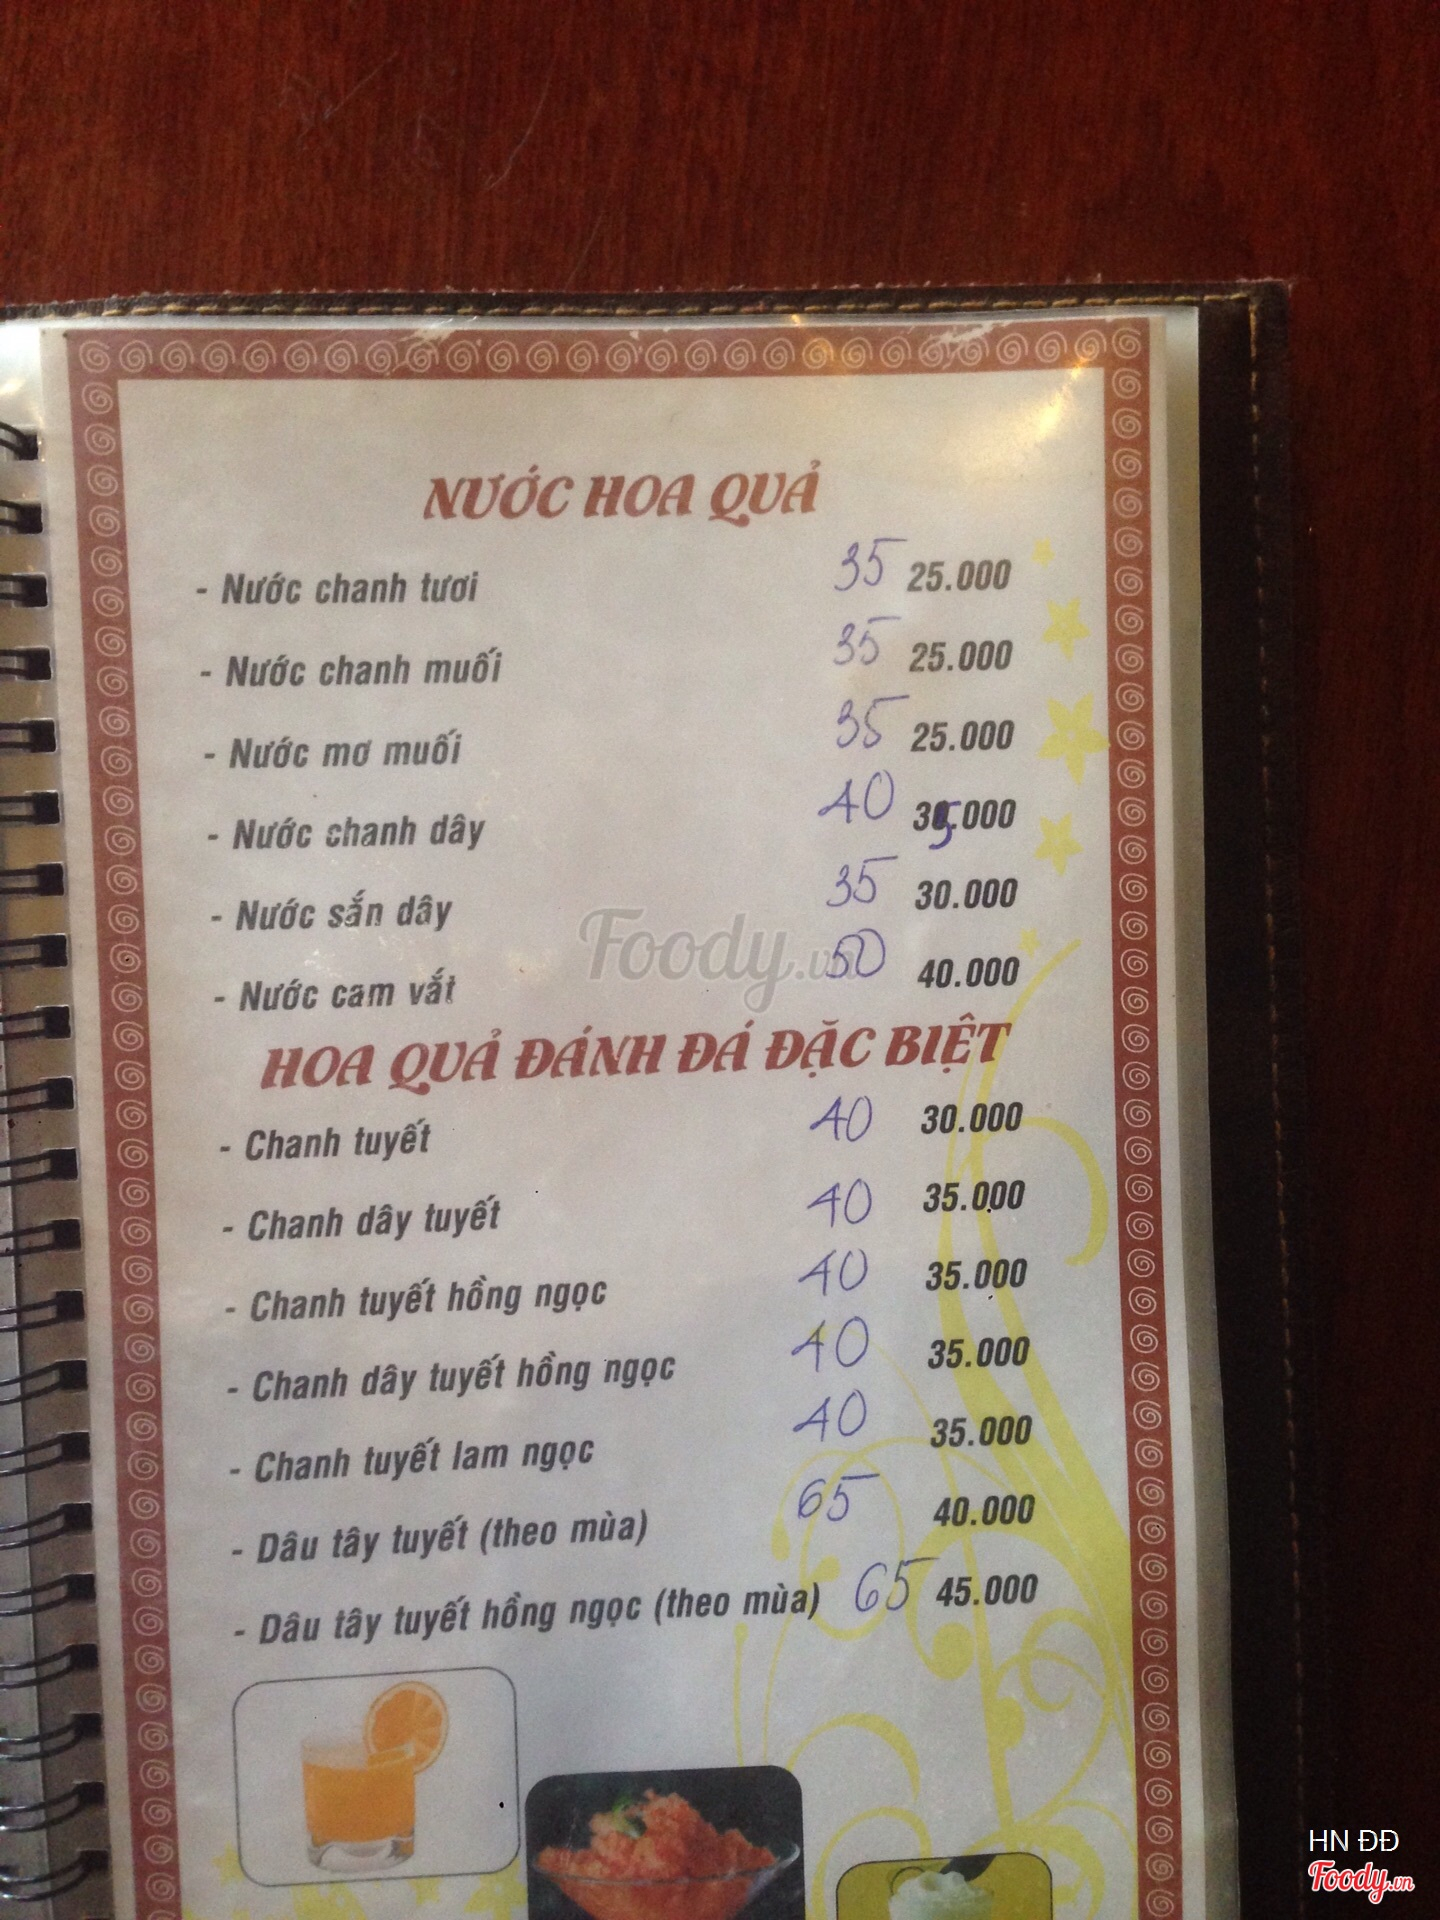 NƯỚC HOA QUẢ
- Nước chanh tươi 35 25.000
- Nước chanh muối 35 25.000
- Nước mơ muối 35 25.000
- Nước chanh dây 40 35.000
- Nước sắn dây 35 30.000
Foody.vn
- Nước cam vắt 50 40.000
HOA QUẢ ĐÁNH ĐÁ ĐẶC BIỆT
- Chanh tuyết 40 30.000
- Chanh dây tuyết 40 35.000
- Chanh tuyết hồng ngọc 40 35.000
- Chanh dây tuyết hồng ngọc 40 35.000
- Chanh tuyết lam ngọc 40 35.000
- Dâu tây tuyết (theo mùa) 65 40.000
- Dâu tây tuyết hồng ngọc (theo mùa) 65 45.000
HN ĐĐ
Foody.vn